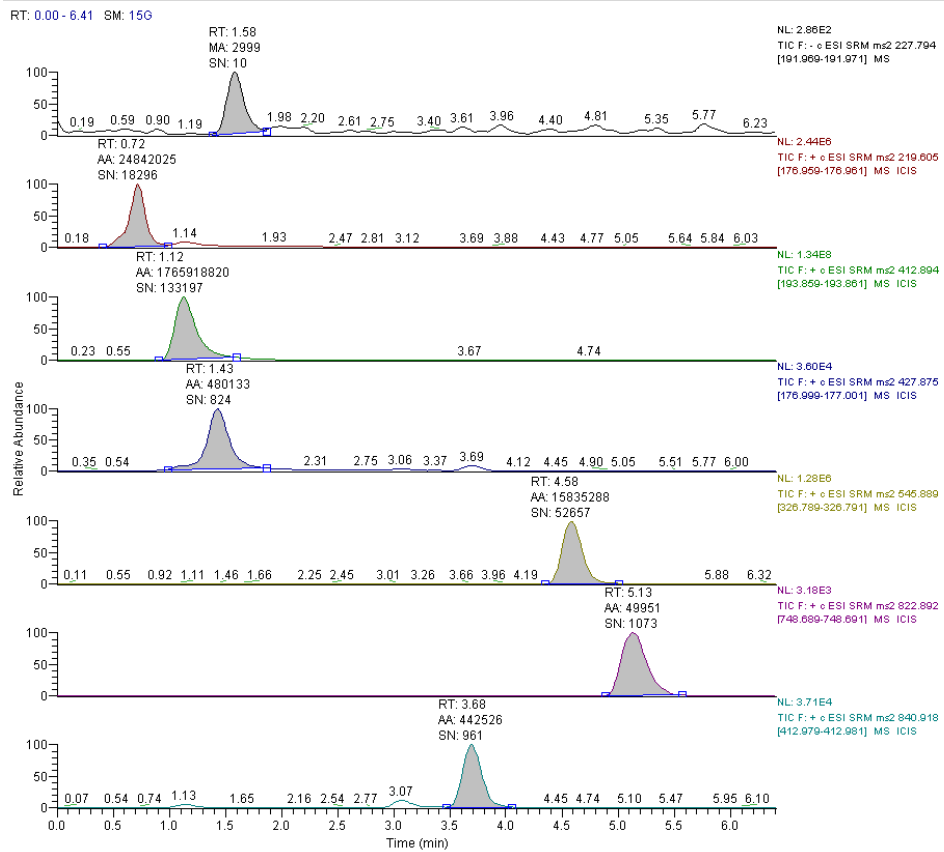 RT: 0.00 - 6.41 SM: 15G
RT: 1.58
MA: 2999
SN: 10
NL: 2.86E2
TIC F: - c ESI SRM ms2 227.794
[191.969-191.971] MS
100
50
0
0.19 0.59 0.90 1.19 1.98 2.20 2.61 2.75 3.40 3.61 3.96 4.40 4.81 5.35 5.77 6.23
RT: 0.72
AA: 24842025
SN: 18296
NL: 2.44E6
TIC F: + c ESI SRM ms2 219.605
[176.959-176.961] MS ICIS
100
50
0
0.18 1.14 1.93 2.47 2.81 3.12 3.69 3.88 4.43 4.77 5.05 5.64 5.84 6.03
RT: 1.12
AA: 1765918820
SN: 133197
NL: 1.34E8
TIC F: + c ESI SRM ms2 412.894
[193.859-193.861] MS ICIS
100
50
0
0.23 0.55 3.67 4.74
RT: 1.43
AA: 480133
SN: 824
NL: 3.60E4
TIC F: + c ESI SRM ms2 427.875
[176.999-177.001] MS ICIS
100
50
0
0.35 0.54 2.31 2.75 3.06 3.37 3.69 4.12 4.45 4.90 5.05 5.51 5.77 6.00
RT: 4.58
AA: 15835288
SN: 52657
NL: 1.28E6
TIC F: + c ESI SRM ms2 545.889
[326.789-326.791] MS ICIS
100
50
0
0.11 0.55 0.92 1.11 1.46 1.66 2.25 2.45 3.01 3.26 3.66 3.96 4.19 5.88 6.32
RT: 5.13
AA: 49951
SN: 1073
NL: 3.18E3
TIC F: + c ESI SRM ms2 822.892
[748.689-748.691] MS ICIS
100
50
0
RT: 3.68
AA: 442526
SN: 961
NL: 3.71E4
TIC F: + c ESI SRM ms2 840.918
[412.979-412.981] MS ICIS
100
50
0
0.07 0.54 0.74 1.13 1.65 2.16 2.54 2.77 3.07 4.45 4.74 5.10 5.47 5.95 6.10
0.0 0.5 1.0 1.5 2.0 2.5 3.0 3.5 4.0 4.5 5.0 5.5 6.0
Time (min)
Relative Abundance